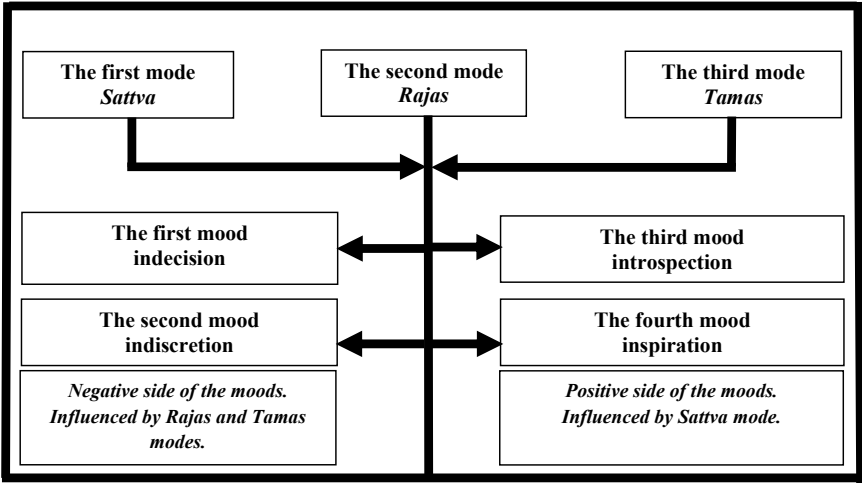 The first mode
Sattva
The second mode
Rajas
The third mode
Tamas
The first mood
indecision
The third mood
introspection
The second mood
indiscretion
The fourth mood
inspiration
Negative side of the moods.
Influenced by Rajas and Tamas
modes.
Positive side of the moods.
Influenced by Sattva mode.